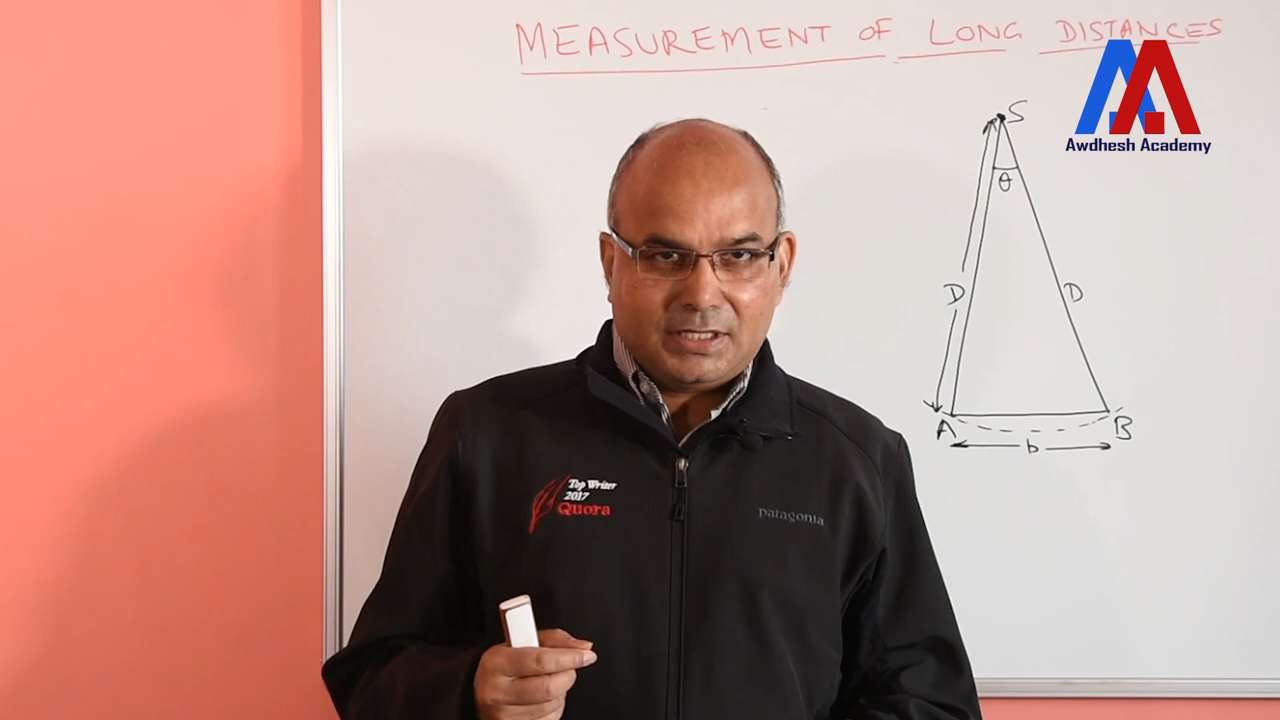 MEASUREMENT OF LONG DISTANCES
S
Awdhesh Academy
θ
D D
A B
b
Top Writer
2017
Quora
patagonia